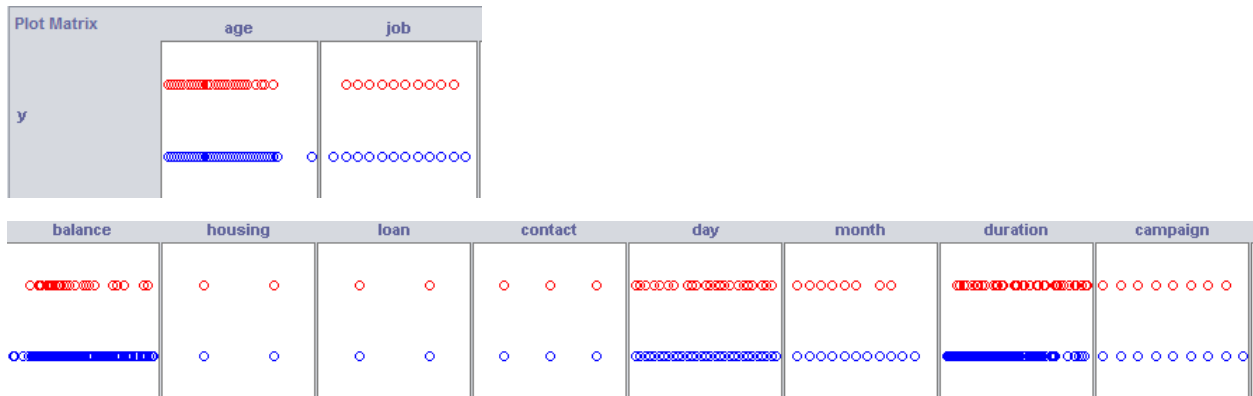 Plot Matrix age job
y
balance housing loan contact day month duration campaign